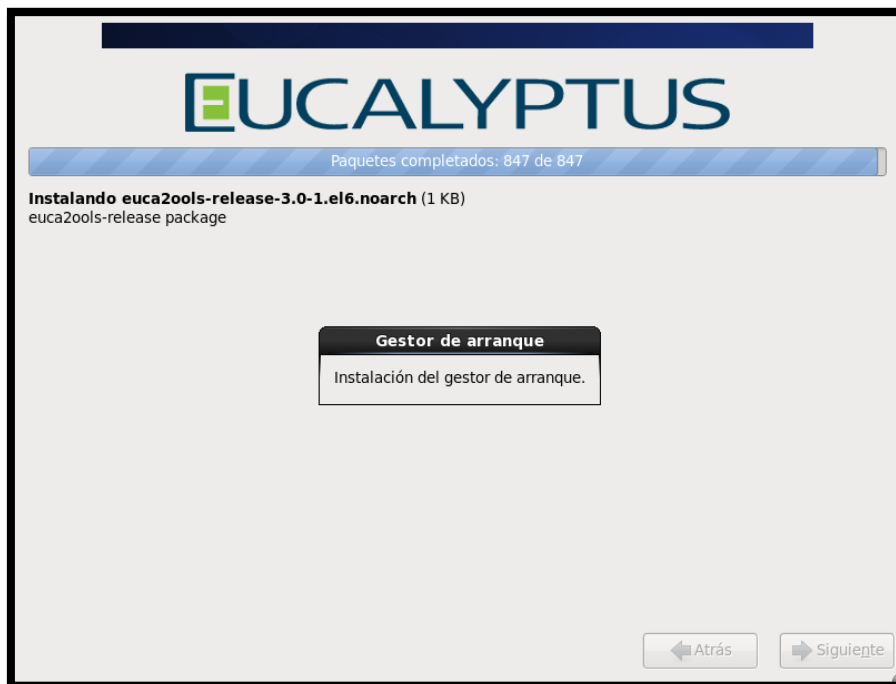 EUCALYPTUS
Paquetes completados: 847 de 847
Instalando euca2ools-release-3.0-1.el6.noarch (1 KB)
euca2ools-release package
Gestor de arranque
Instalación del gestor de arranque.
Atrás
Siguiente